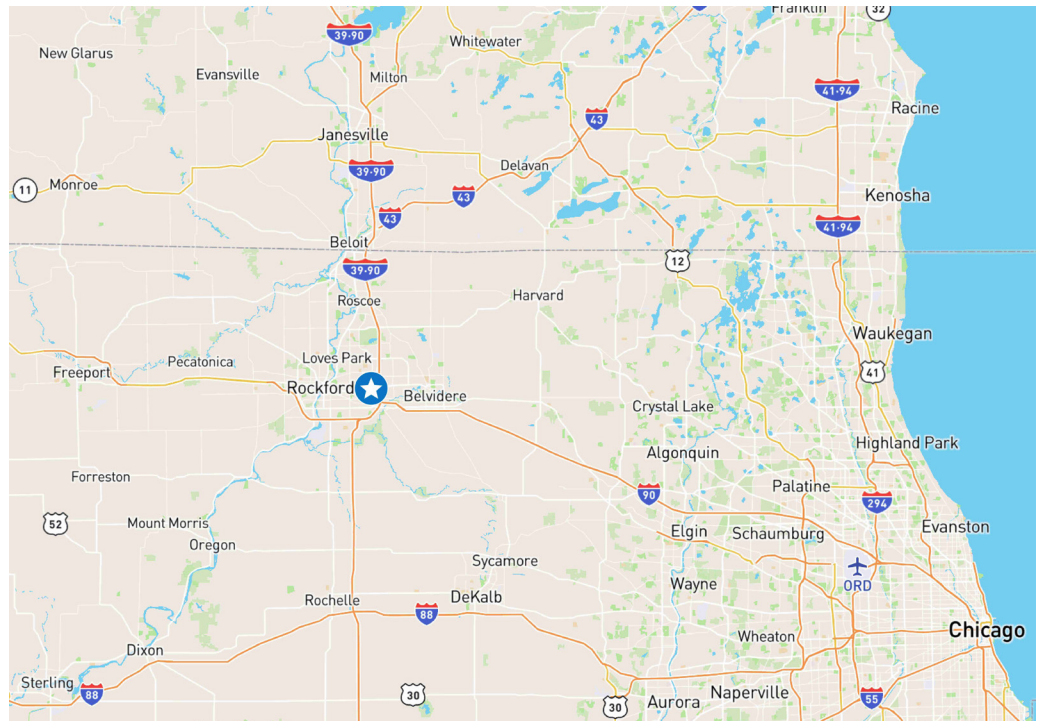 Franklin
32
39-90
Whitewater
New Glarus
Evansville
Milton
41-94
Racine
43
Janesville
Delavan
39-90
11
Monroe
43
Kenosha
43
41-94
Beloit
12
39-90
Harvard
Roscoe
Waukegan
Loves Park
Pecatonica
Freeport
41
Rockford
Belvidere
Crystal Lake
Highland Park
Algonquin
Forreston
Palatine
90
294
52
Mount Morris
Evanston
Elgin
Schaumburg
Oregon
Sycamore
ORD
Wayne
DeKalb
Rochelle
88
Chicago
Wheaton
Dixon
Sterling
88
30
Naperville
55
Aurora
30